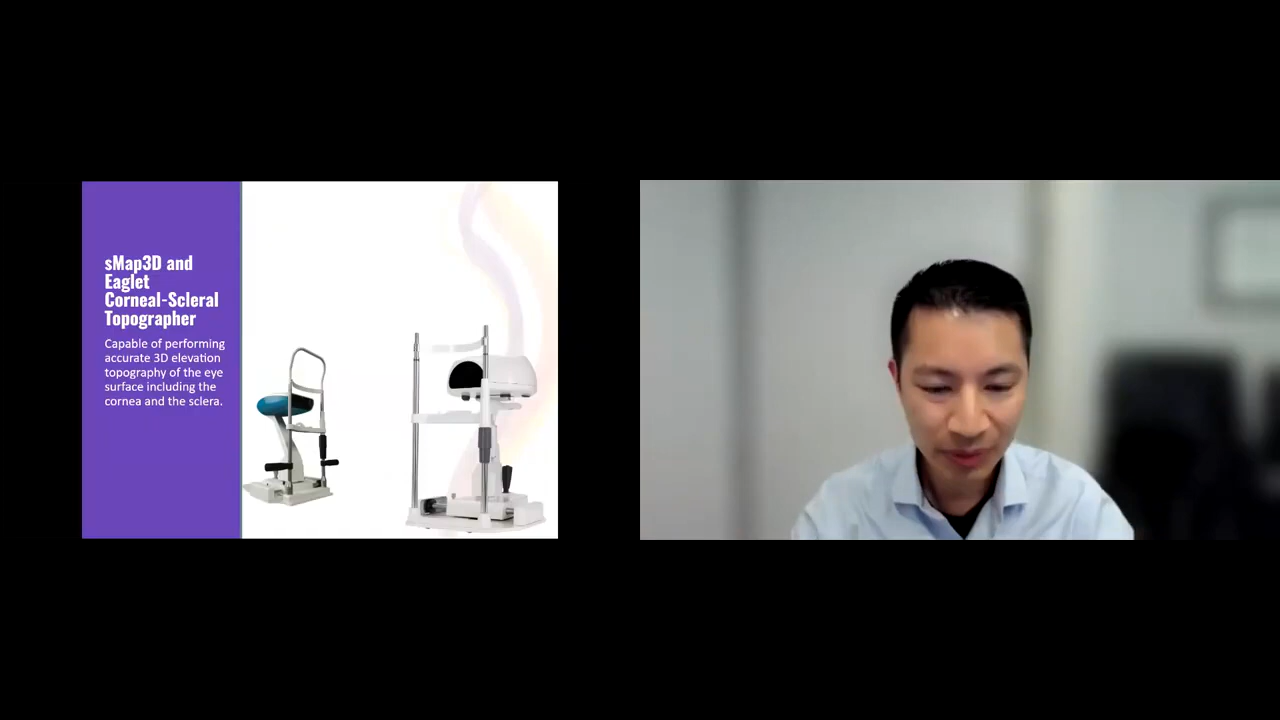 sMap3D and
Eaglet
Corneal-Scleral
Topographer
Capable of performing
accurate 3D elevation
topography of the eye
surface including the
cornea and the sclera.